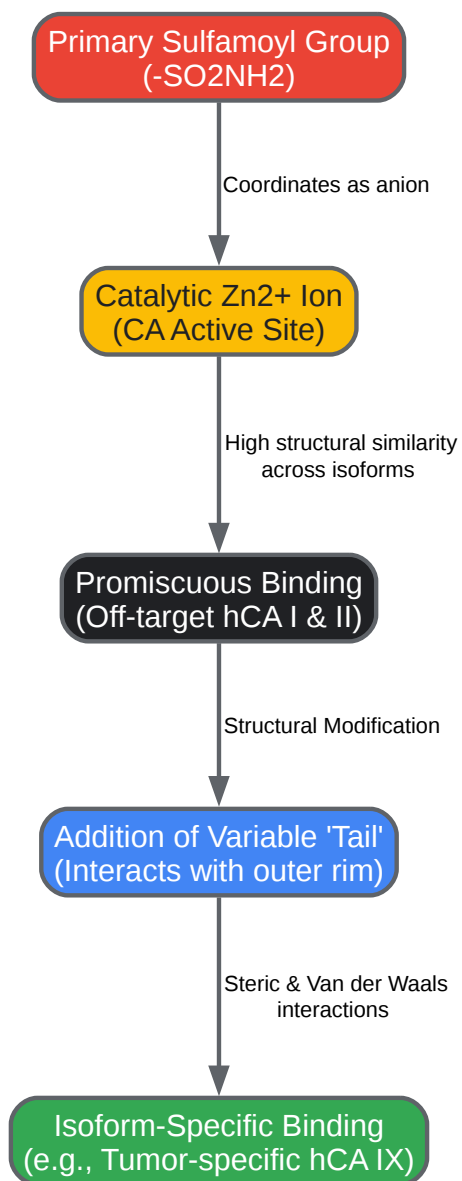 Primary Sulfamoyl Group
(-SO2NH2)
Coordinates as anion
Catalytic Zn2+ Ion
(CA Active Site)
High structural similarity
across isoforms
Promiscuous Binding
(Off-target hCA I & II)
Structural Modification
Addition of Variable 'Tail'
(Interacts with outer rim)
Steric & Van der Waals
interactions
Isoform-Specific Binding
(e.g., Tumor-specific hCA IX)